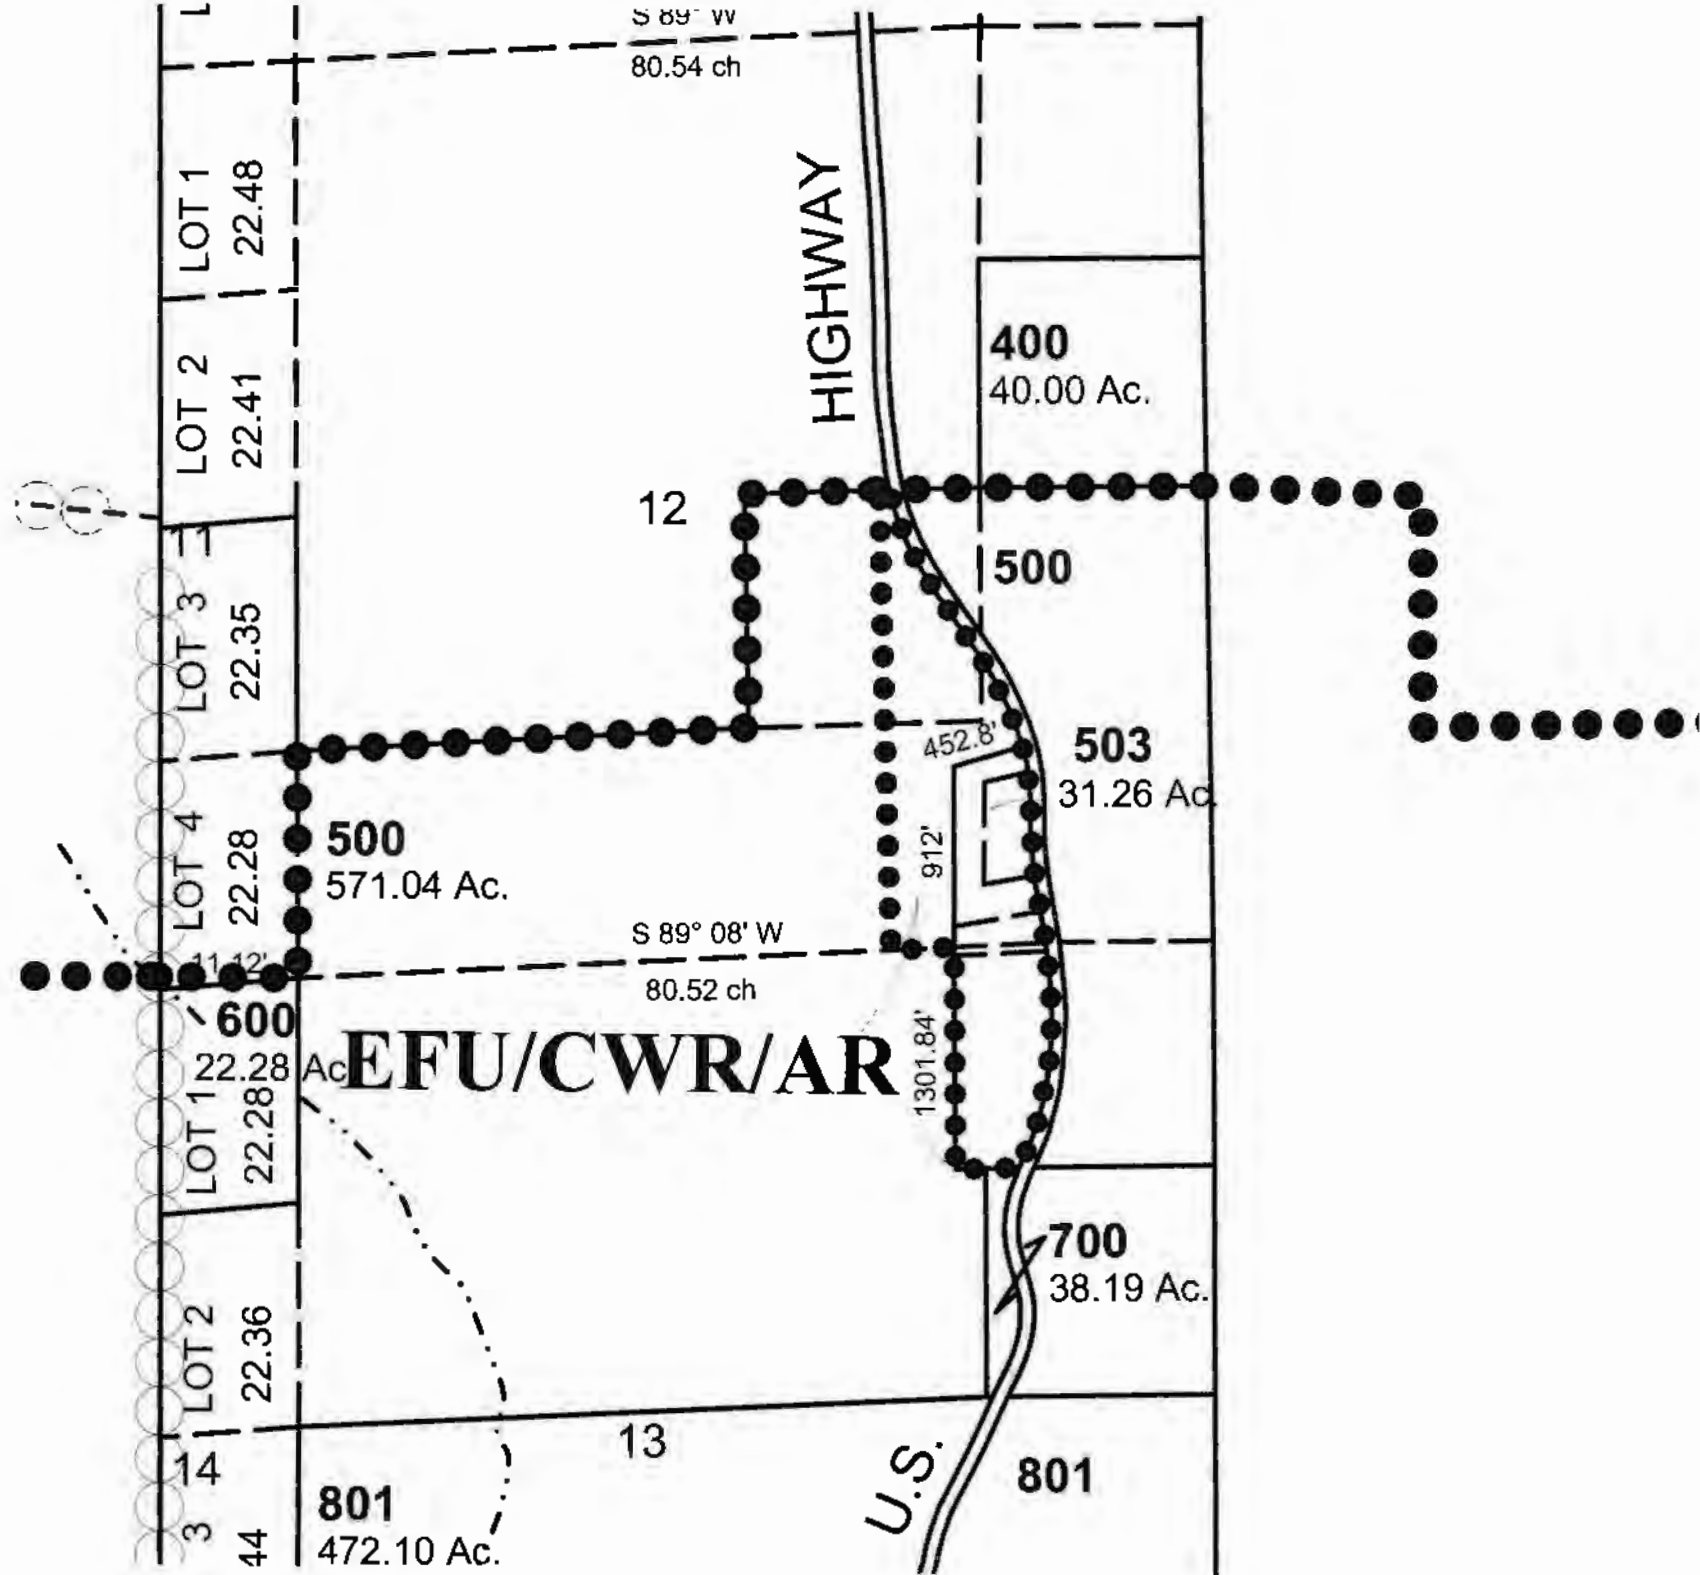 S 89° W
80.54 ch
L
LOT 1
22.48
HIGHWAY
LOT 2
22.41
400
40.00 Ac.
12
11
500
LOT 3
22.35
452.8'
503
31.26 Ac.
LOT 4
22.28
500
571.04 Ac.
912'
S 89° 08' W
80.52 ch
11.12'
600
22.28 Ac
EFU/CWR/AR
1301.84'
LOT 1
22.28
700
38.19 Ac.
LOT 2
22.36
13
14
U.S.
801
801
472.10 Ac.
3
44